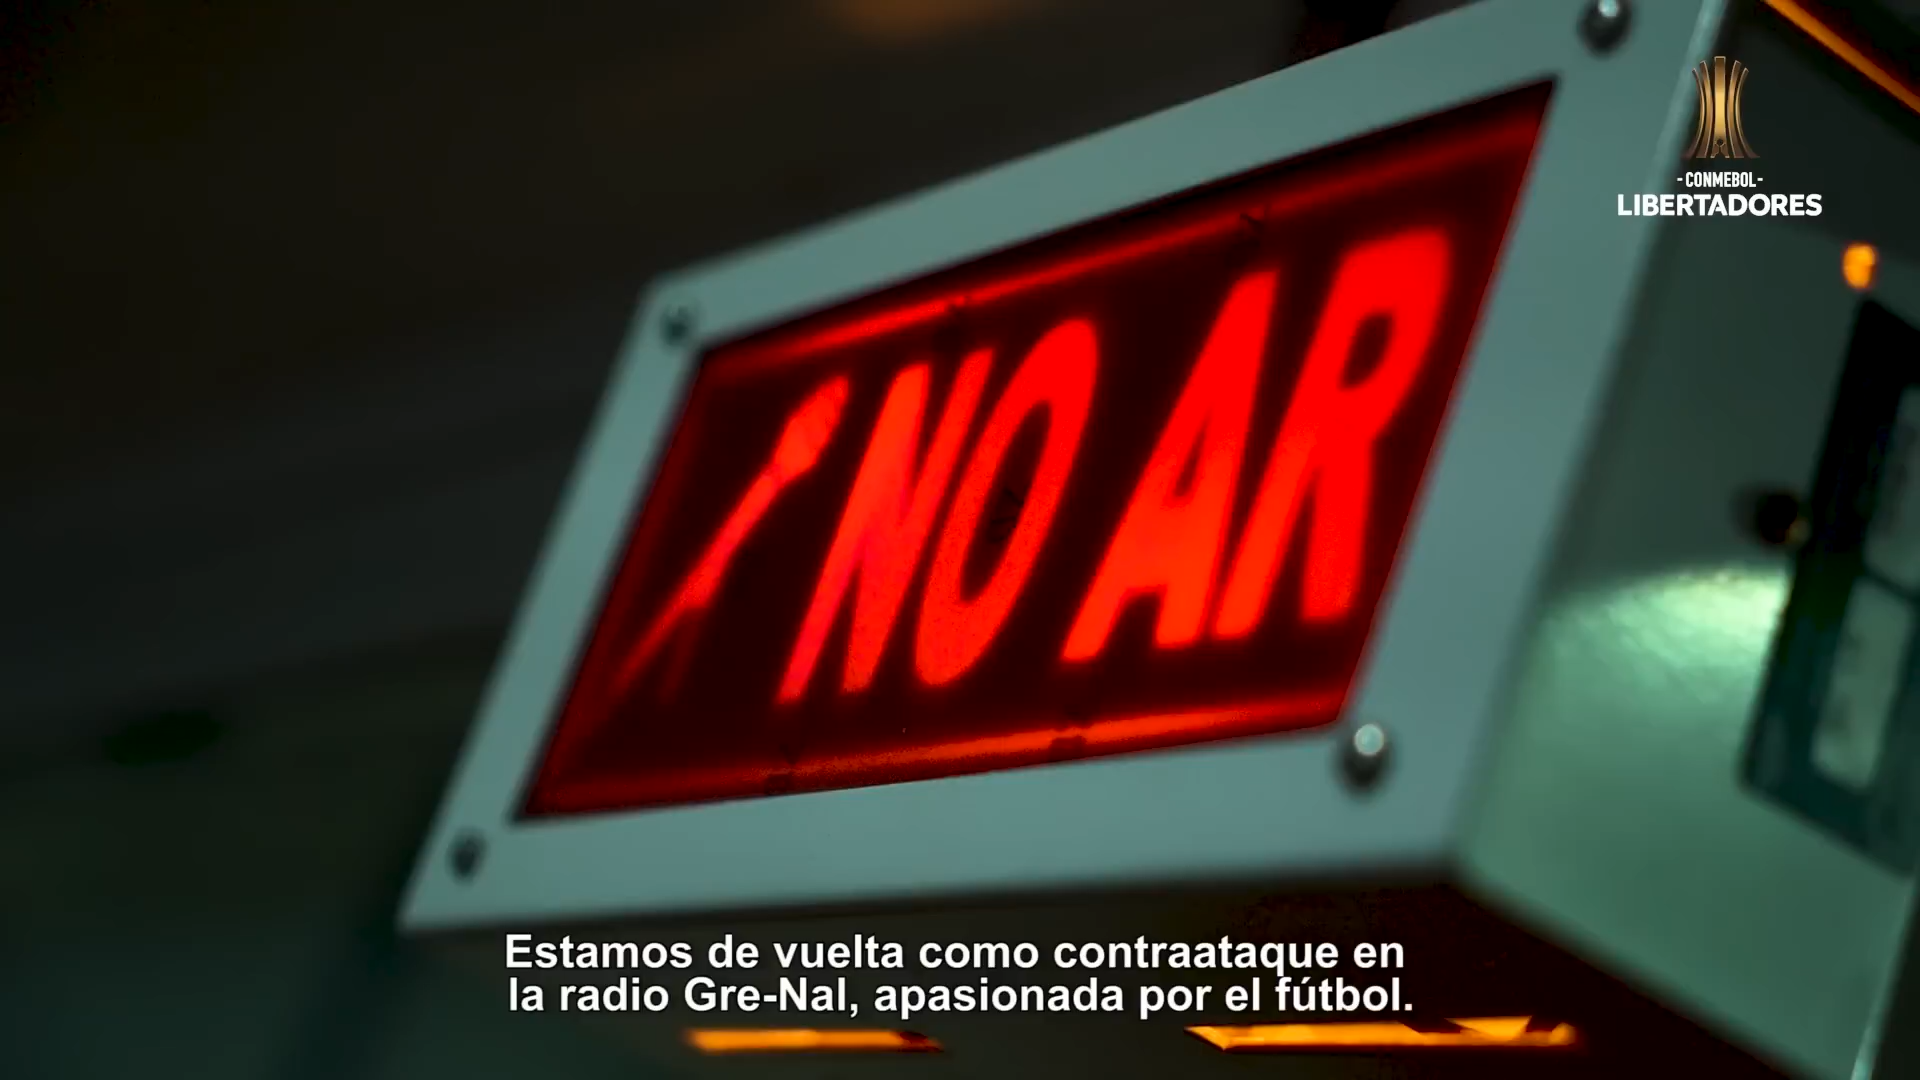 -CONMEBOL-
LIBERTADORES
NO AR
Estamos de vuelta como contraataque en
la radio Gre-Nal, apasionada por el fútbol.